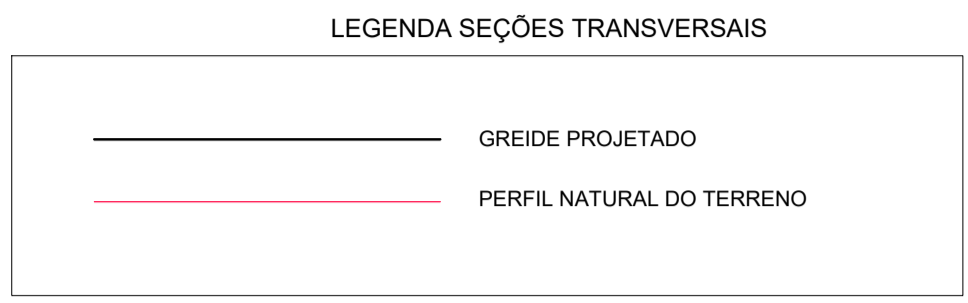 LEGENDA SEÇÕES TRANSVERSAIS
GREIDE PROJETADO
PERFIL NATURAL DO TERRENO